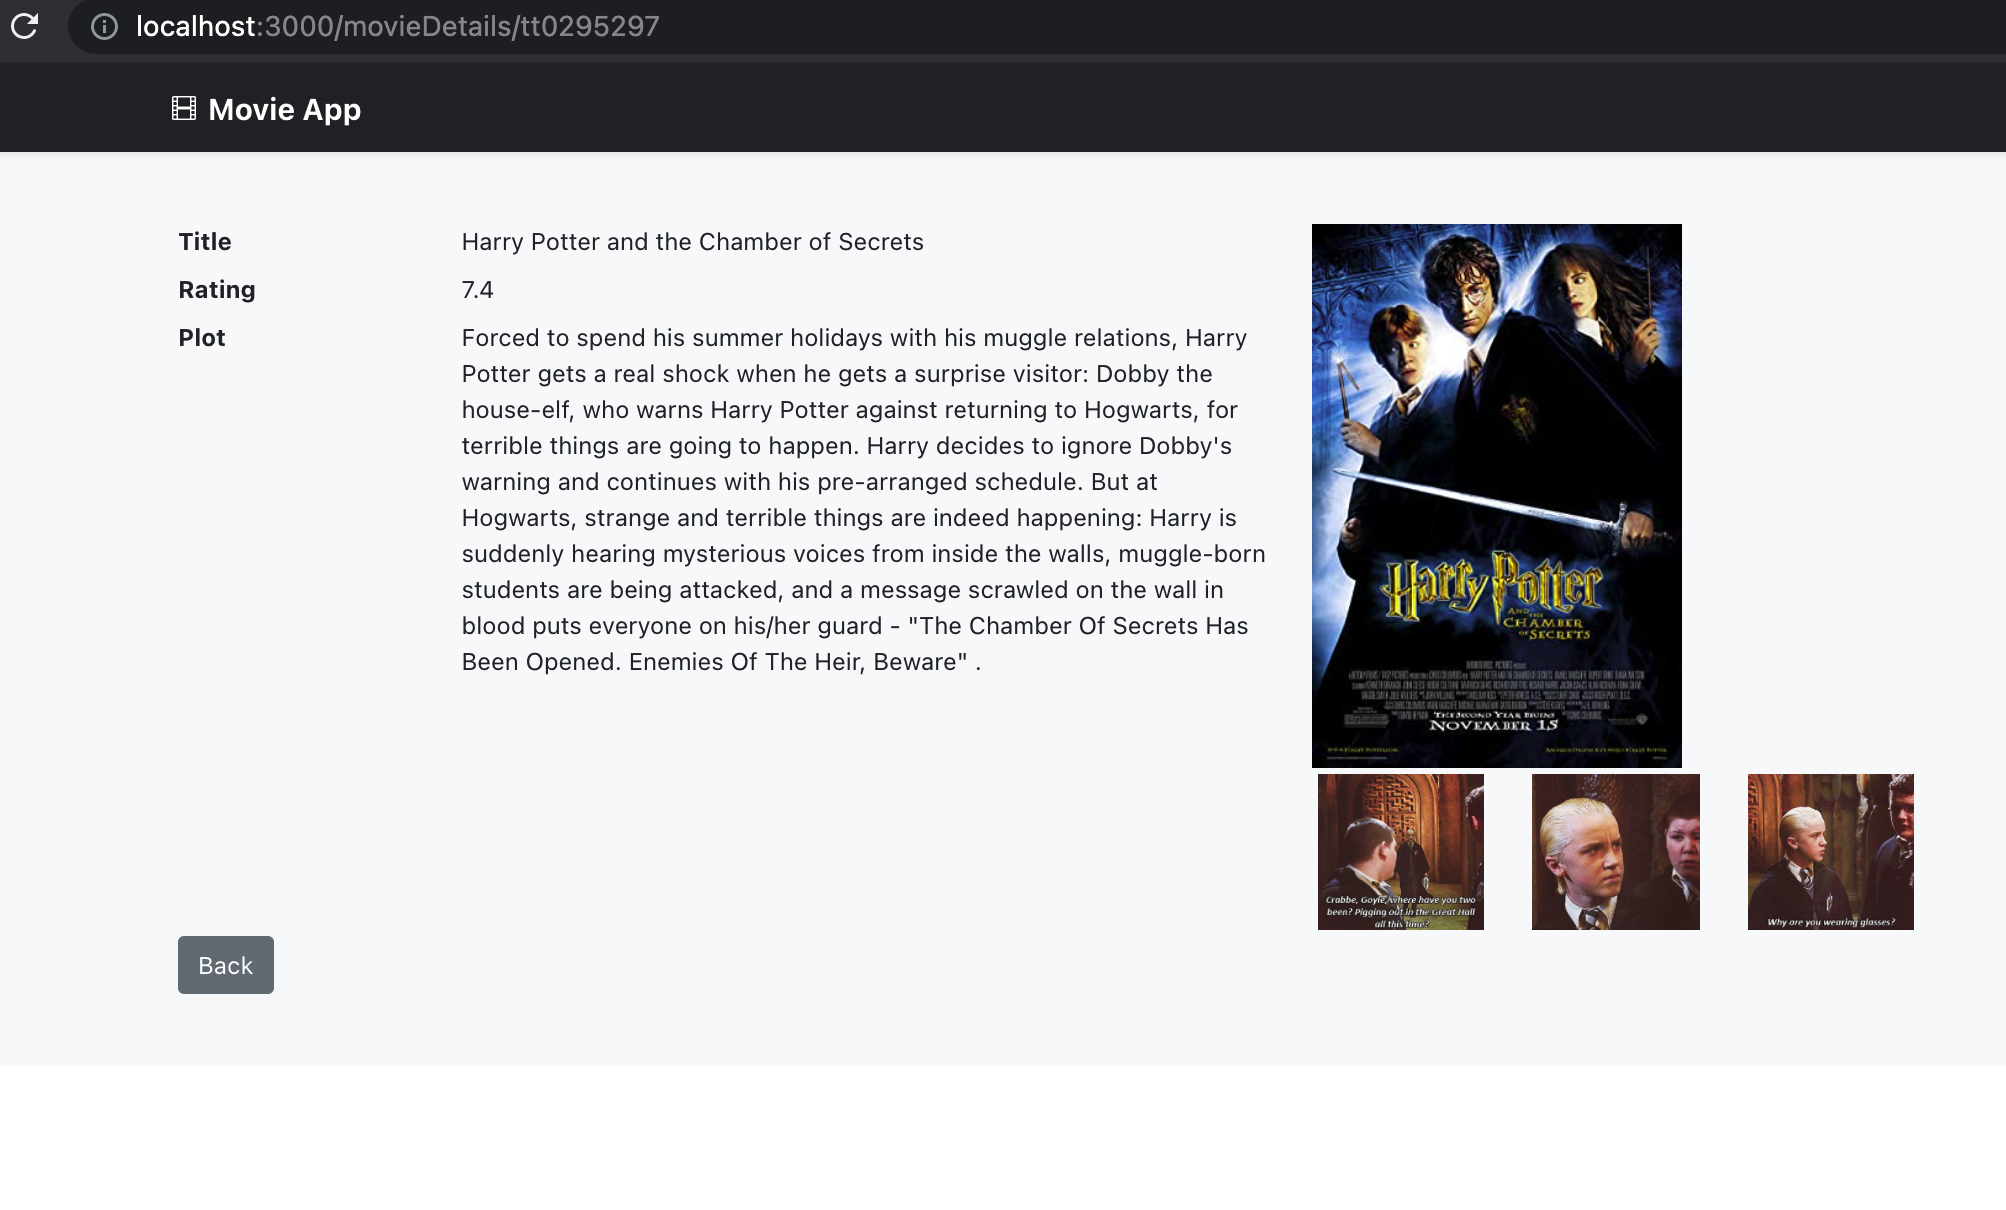 localhost:3000/movieDetails/tt0295297
Movie App
Title
Harry Potter and the Chamber of Secrets
Rating
7.4
Plot
Forced to spend his summer holidays with his muggle relations, Harry
Potter gets a real shock when he gets a surprise visitor: Dobby the
house-elf, who warns Harry Potter against returning to Hogwarts, for
terrible things are going to happen. Harry decides to ignore Dobby's
warning and continues with his pre-arranged schedule. But at
Hogwarts, strange and terrible things are indeed happening: Harry is
suddenly hearing mysterious voices from inside the walls, muggle-born
students are being attacked, and a message scrawled on the wall in
blood puts everyone on his/her guard - "The Chamber Of Secrets Has
Been Opened. Enemies Of The Heir, Beware" .
Harry Potter
AND THE
CHAMBER
OF SECRETS
THE SECOND YEAR BEGINS
NOVEMBER 15
Crabbe, Goyle, where have you two
been? Pigging out in the Great Hall
all this time?
Why are you wearing glasses?
Back